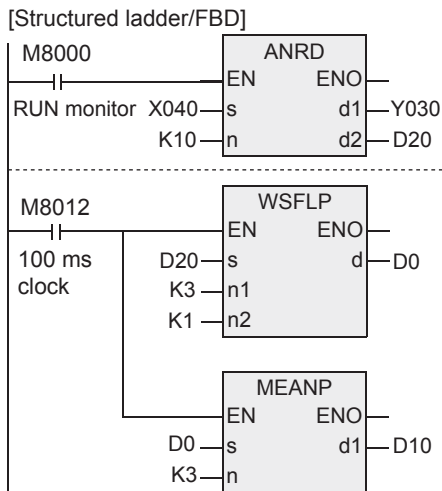 [Structured ladder/FBD]
M8000
RUN monitor
ANRD
EN ENO
X040 s d1 Y030
K10 n d2 D20
M8012
100 ms
clock
WSFLP
EN ENO
D20 s d D0
K3 n1
K1 n2
MEANP
EN ENO
D0 s d1 D10
K3 n